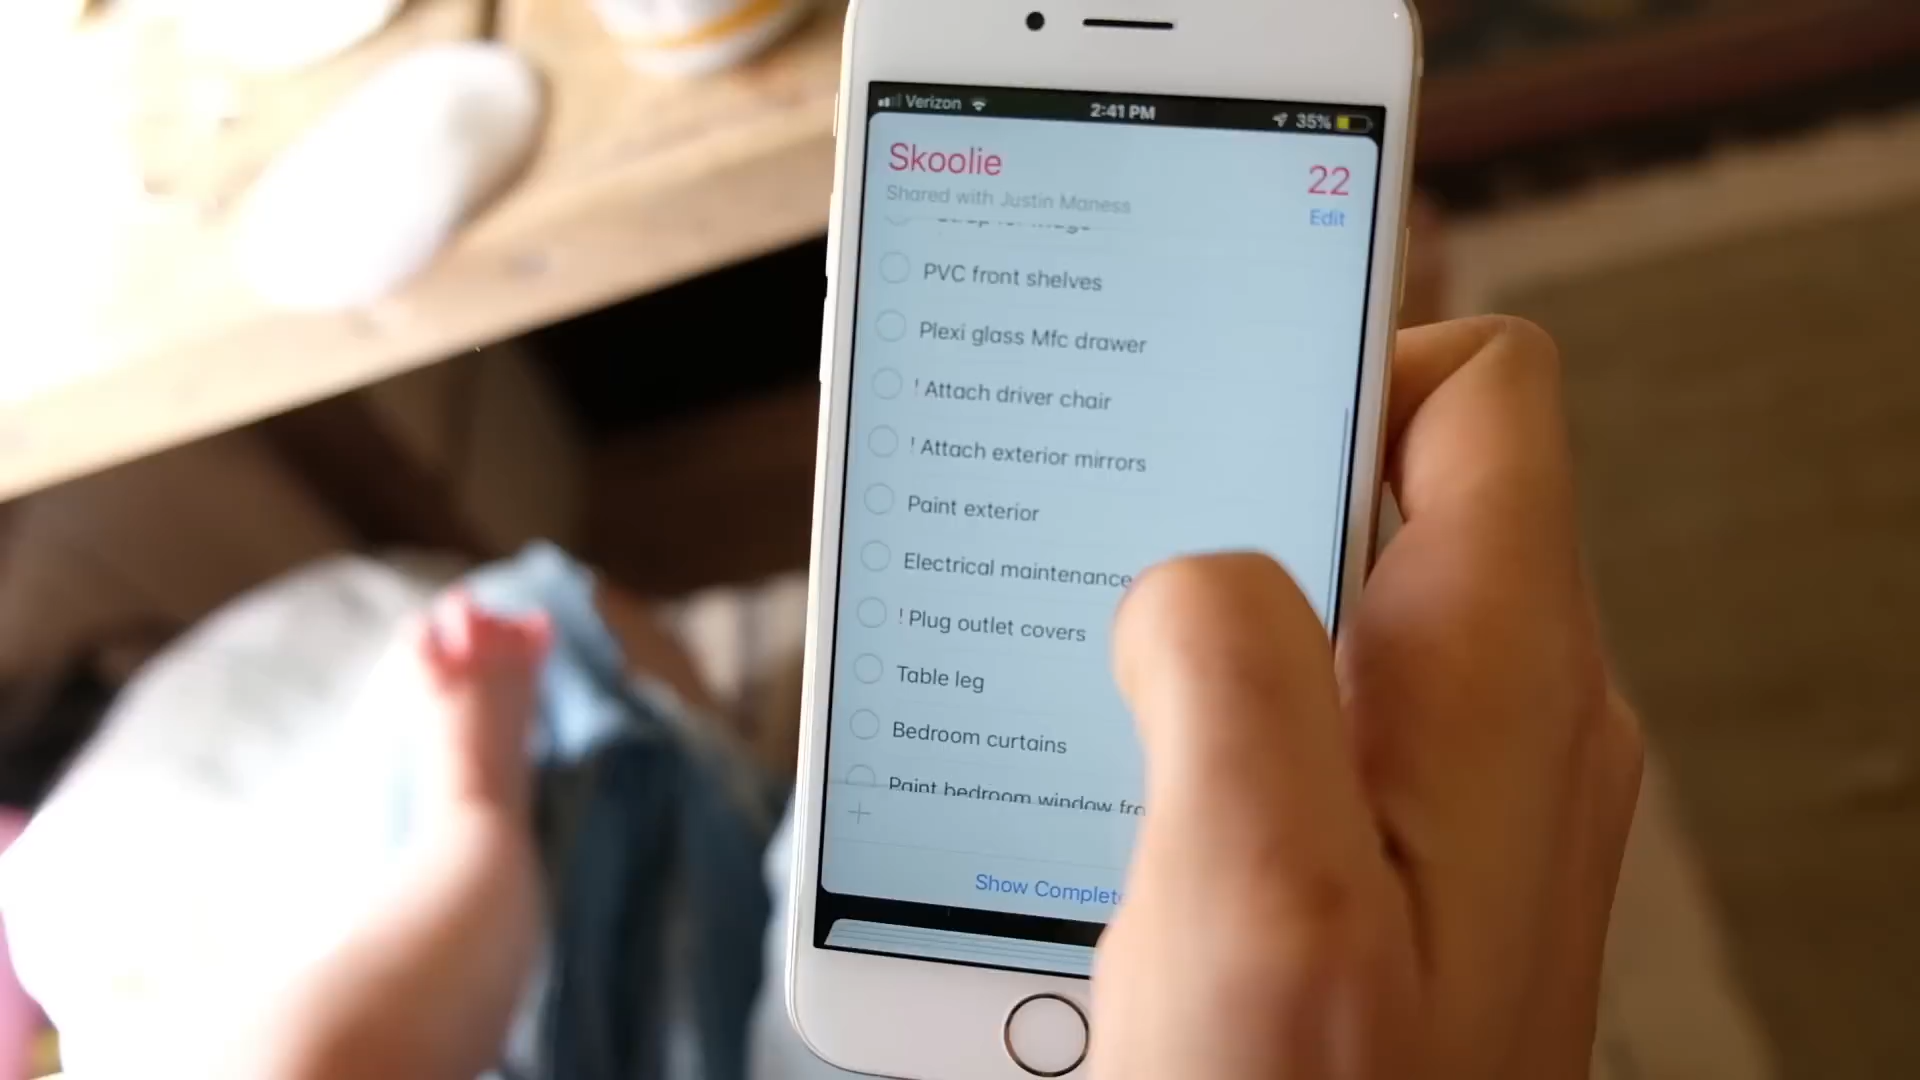 Verizon 2:41 PM 35%
Skoolie 22
Shared with Justin Maness Edit
PVC front shelves
Plexi glass Mfc drawer
! Attach driver chair
! Attach exterior mirrors
Paint exterior
Electrical maintenance
! Plug outlet covers
Table leg
Bedroom curtains
Paint bedroom window
Show Complet